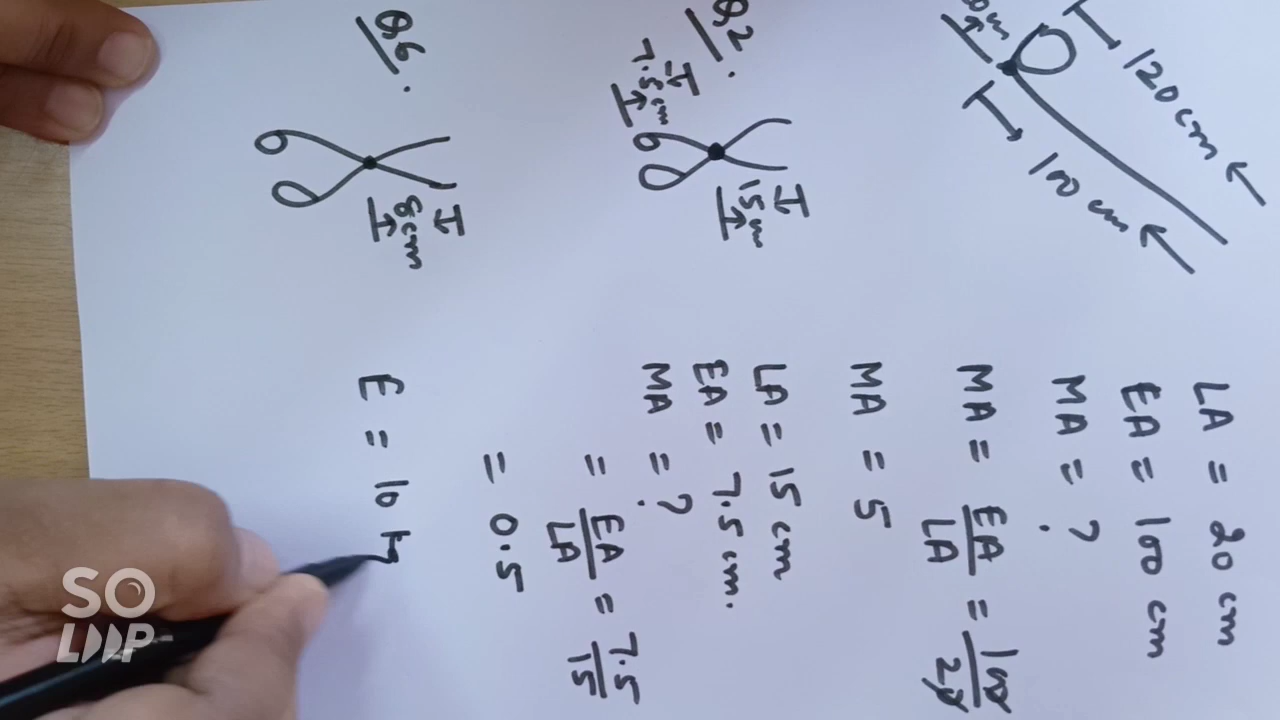 120 cm
100 cm
LA = 20 cm
EA = 100 cm
MA = ?
MA = EA/LA = 100/20
MA = 5
Q2.
7.5 cm
15 cm
LA = 15 cm
EA = 7.5 cm.
MA = ?
= EA/LA = 7.5/15
= 0.5
Q6.
8 cm
E = 10
SO
LOOP